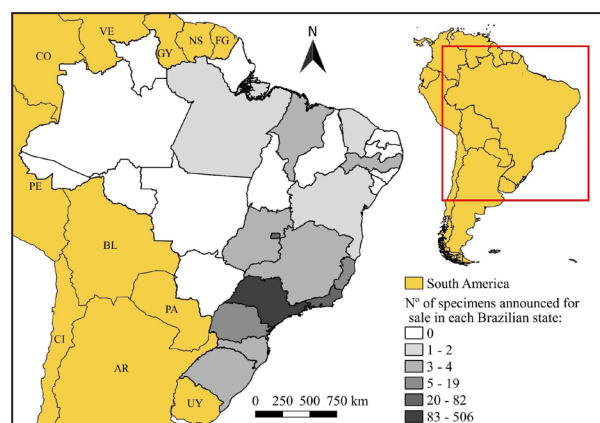 VE
CO
GY
NS
FG
PE
BL
PA
CI
AR
UY
0 250 500 750 km
South America
Nº of specimens announced for
sale in each Brazilian state:
0
1 - 2
3 - 4
5 - 19
20 - 82
83 - 506